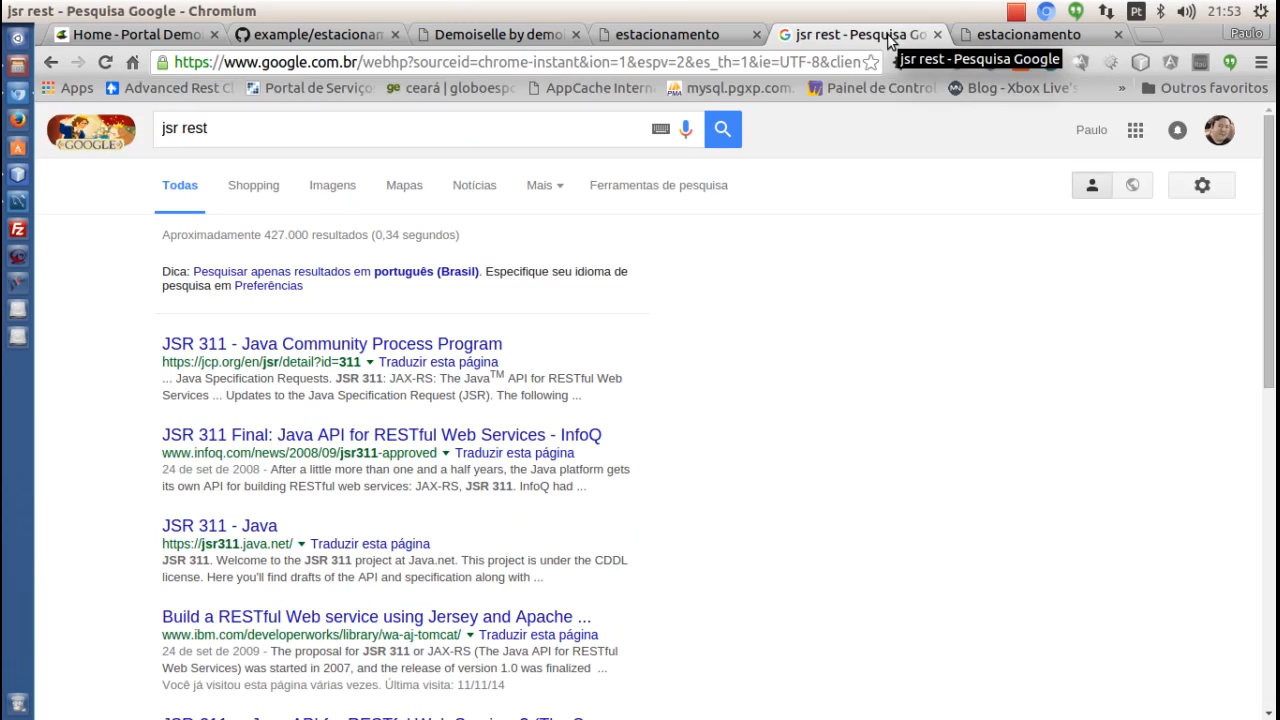 jsr rest - Pesquisa Google - Chromium
Pt 21:53
Home - Portal Demoi
example/estacionam
Demoiselle by demo
estacionamento
jsr rest - Pesquisa Go
estacionamento
Paulo
https://www.google.com.br/webhp?sourceid=chrome-instant&ion=1&espv=2&es_th=1&ie=UTF-8&clien
jsr rest - Pesquisa Google
Apps
Advanced Rest Cl
Portal de Serviço
ceará | globoespo
AppCache Intern
mysql.pgxp.com.
Painel de Control
Blog - Xbox Live's
»
Outros favoritos
GOOGLE
jsr rest
Paulo
Todas Shopping Imagens Mapas Notícias Mais Ferramentas de pesquisa
Aproximadamente 427.000 resultados (0,34 segundos)
Dica: Pesquisar apenas resultados em português (Brasil). Especifique seu idioma de
pesquisa em Preferências
JSR 311 - Java Community Process Program
https://jcp.org/en/jsr/detail?id=311 Traduzir esta página
... Java Specification Requests. JSR 311: JAX-RS: The Java™ API for RESTful Web
Services ... Updates to the Java Specification Request (JSR). The following ...
JSR 311 Final: Java API for RESTful Web Services - InfoQ
www.infoq.com/news/2008/09/jsr311-approved Traduzir esta página
24 de set de 2008 - After a little more than one and a half years, the Java platform gets
its own API for building RESTful web services: JAX-RS, JSR 311. InfoQ had ...
JSR 311 - Java
https://jsr311.java.net/ Traduzir esta página
JSR 311. Welcome to the JSR 311 project at Java.net. This project is under the CDDL
license. Here you'll find drafts of the API and specification along with ...
Build a RESTful Web service using Jersey and Apache ...
www.ibm.com/developerworks/library/wa-aj-tomcat/ Traduzir esta página
24 de set de 2009 - The proposal for JSR 311 or JAX-RS (The Java API for RESTful
Web Services) was started in 2007, and the release of version 1.0 was finalized ...
Você já visitou esta página várias vezes. Última visita: 11/11/14